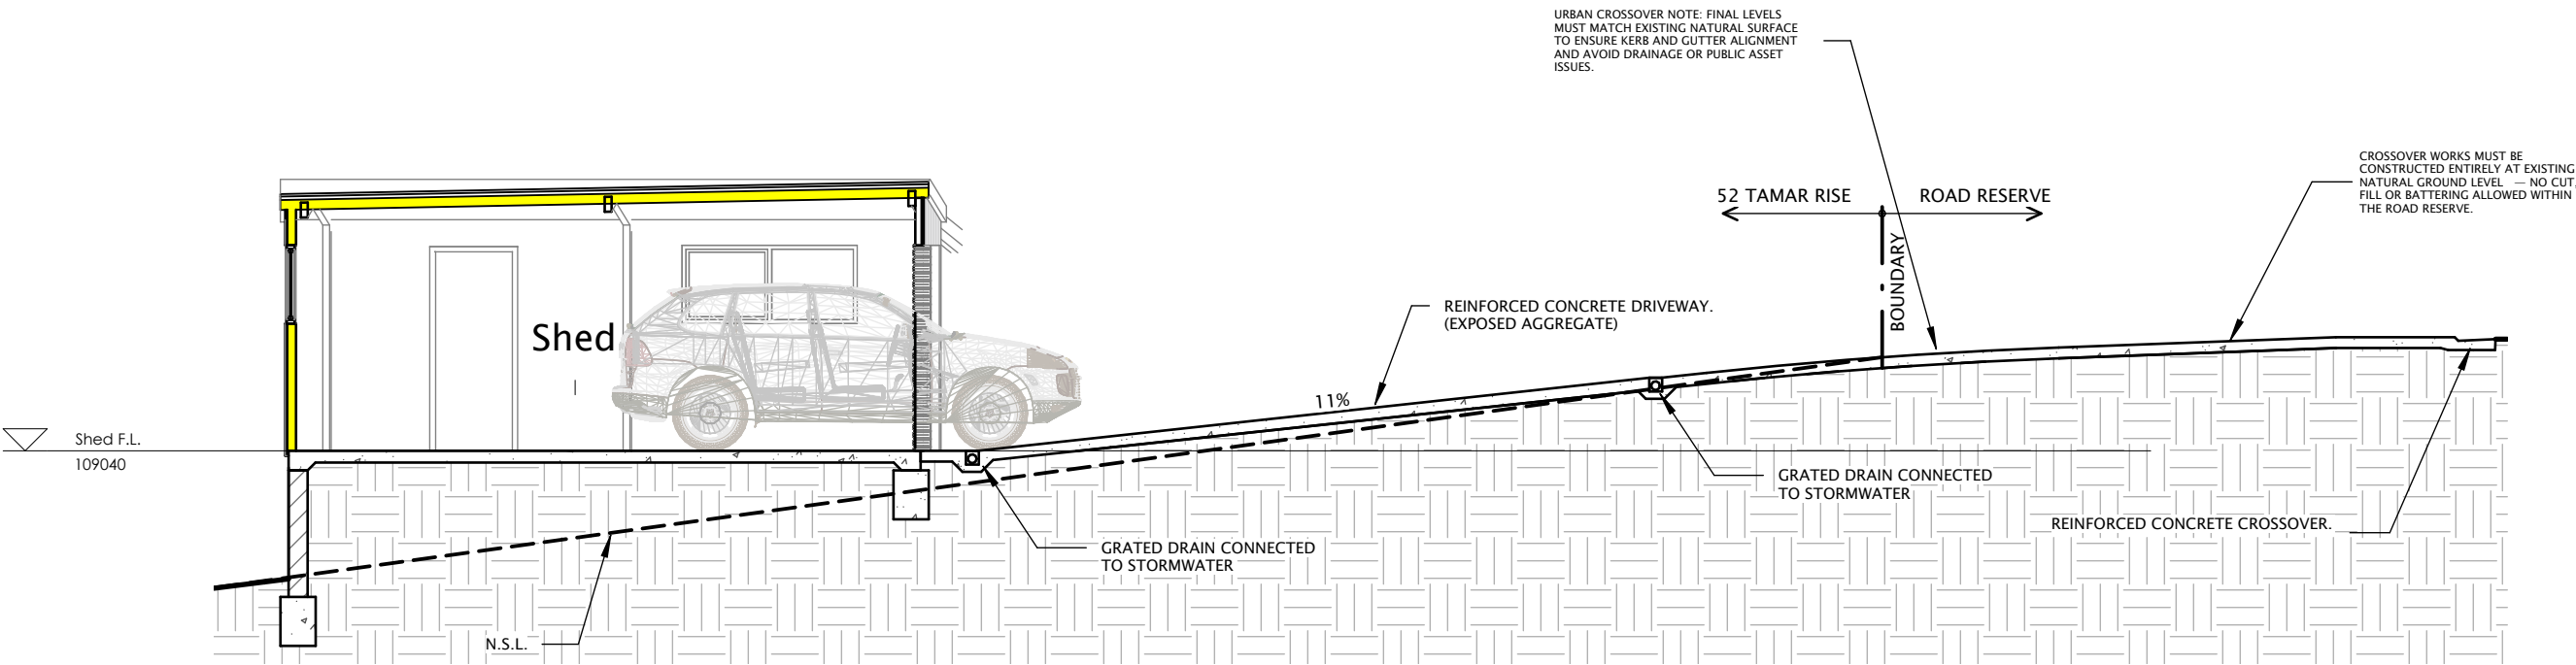 URBAN CROSSOVER NOTE: FINAL LEVELS
MUST MATCH EXISTING NATURAL SURFACE
TO ENSURE KERB AND GUTTER ALIGNMENT
AND AVOID DRAINAGE OR PUBLIC ASSET
ISSUES.
CROSSOVER WORKS MUST BE
CONSTRUCTED ENTIRELY AT EXISTING
NATURAL GROUND LEVEL — NO CUT,
FILL OR BATTERING ALLOWED WITHIN
THE ROAD RESERVE.
52 TAMAR RISE
ROAD RESERVE
BOUNDARY
REINFORCED CONCRETE DRIVEWAY.
(EXPOSED AGGREGATE)
Shed
11%
Shed F.L.
109040
GRATED DRAIN CONNECTED
TO STORMWATER
REINFORCED CONCRETE CROSSOVER.
GRATED DRAIN CONNECTED
TO STORMWATER
N.S.L.